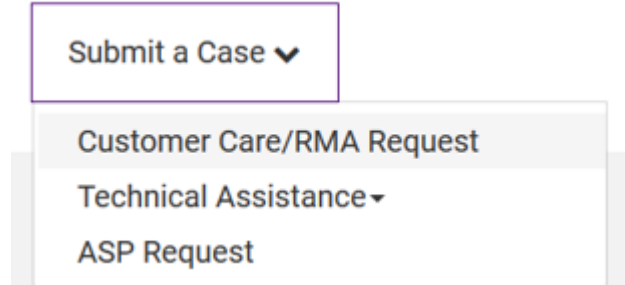 Submit a Case
Customer Care/RMA Request
Technical Assistance
ASP Request